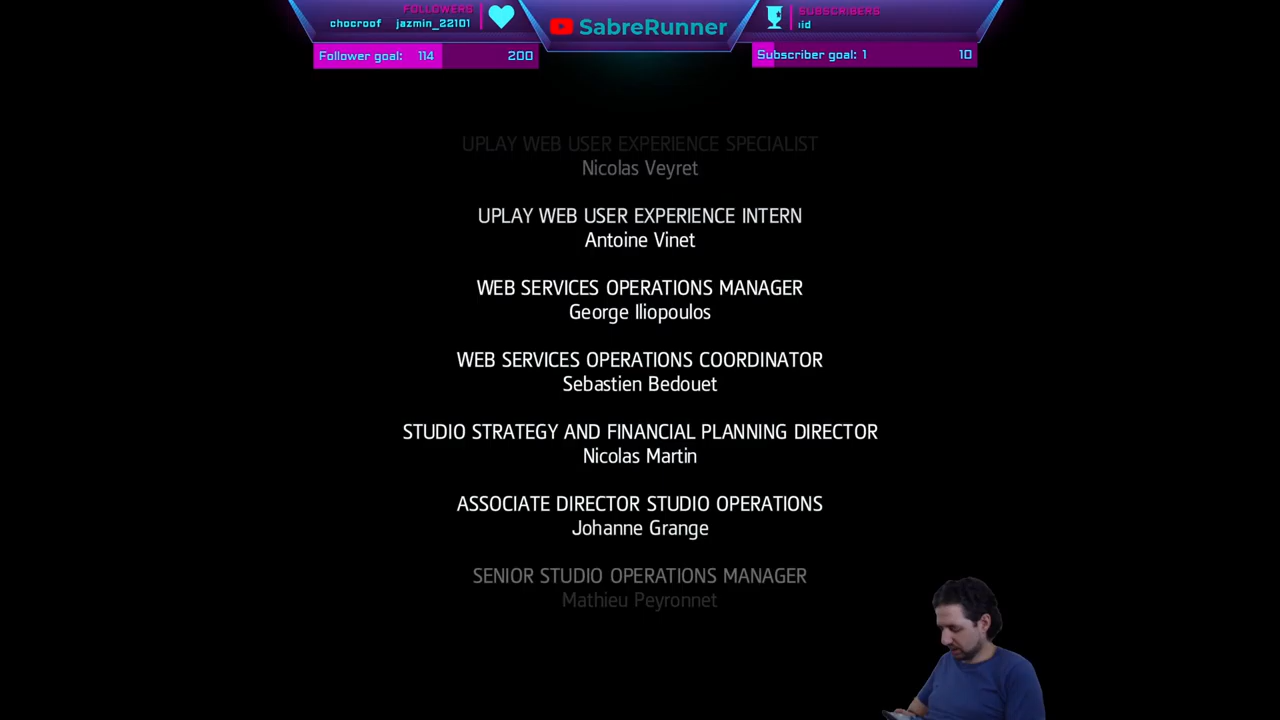 FOLLOWERS
chocroof jazmin_22101
Follower goal: 114 200
SabreRunner
SUBSCRIBERS
Subscriber goal: 1 10
UPLAY WEB USER EXPERIENCE SPECIALIST
Nicolas Veyret
UPLAY WEB USER EXPERIENCE INTERN
Antoine Vinet
WEB SERVICES OPERATIONS MANAGER
George Iliopoulos
WEB SERVICES OPERATIONS COORDINATOR
Sebastien Bedouet
STUDIO STRATEGY AND FINANCIAL PLANNING DIRECTOR
Nicolas Martin
ASSOCIATE DIRECTOR STUDIO OPERATIONS
Johanne Grange
SENIOR STUDIO OPERATIONS MANAGER
Mathieu Peyronnet